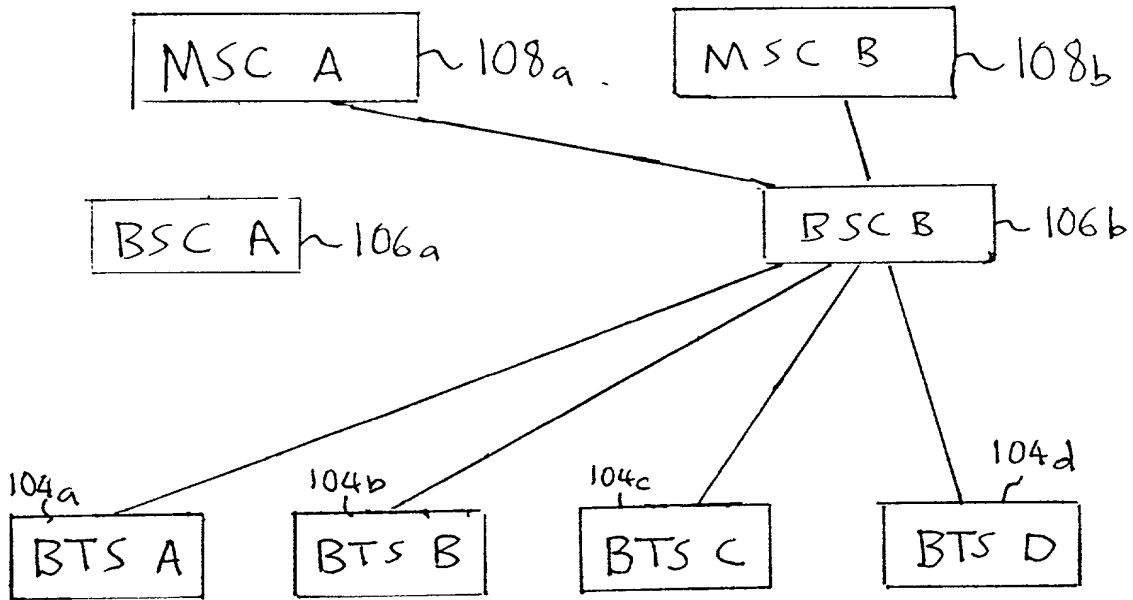 MSC A 108a MSC B 108b
BSC A 106a BSC B 106b
104a 104b 104c 104d
BTS A BTS B BTS C BTS D